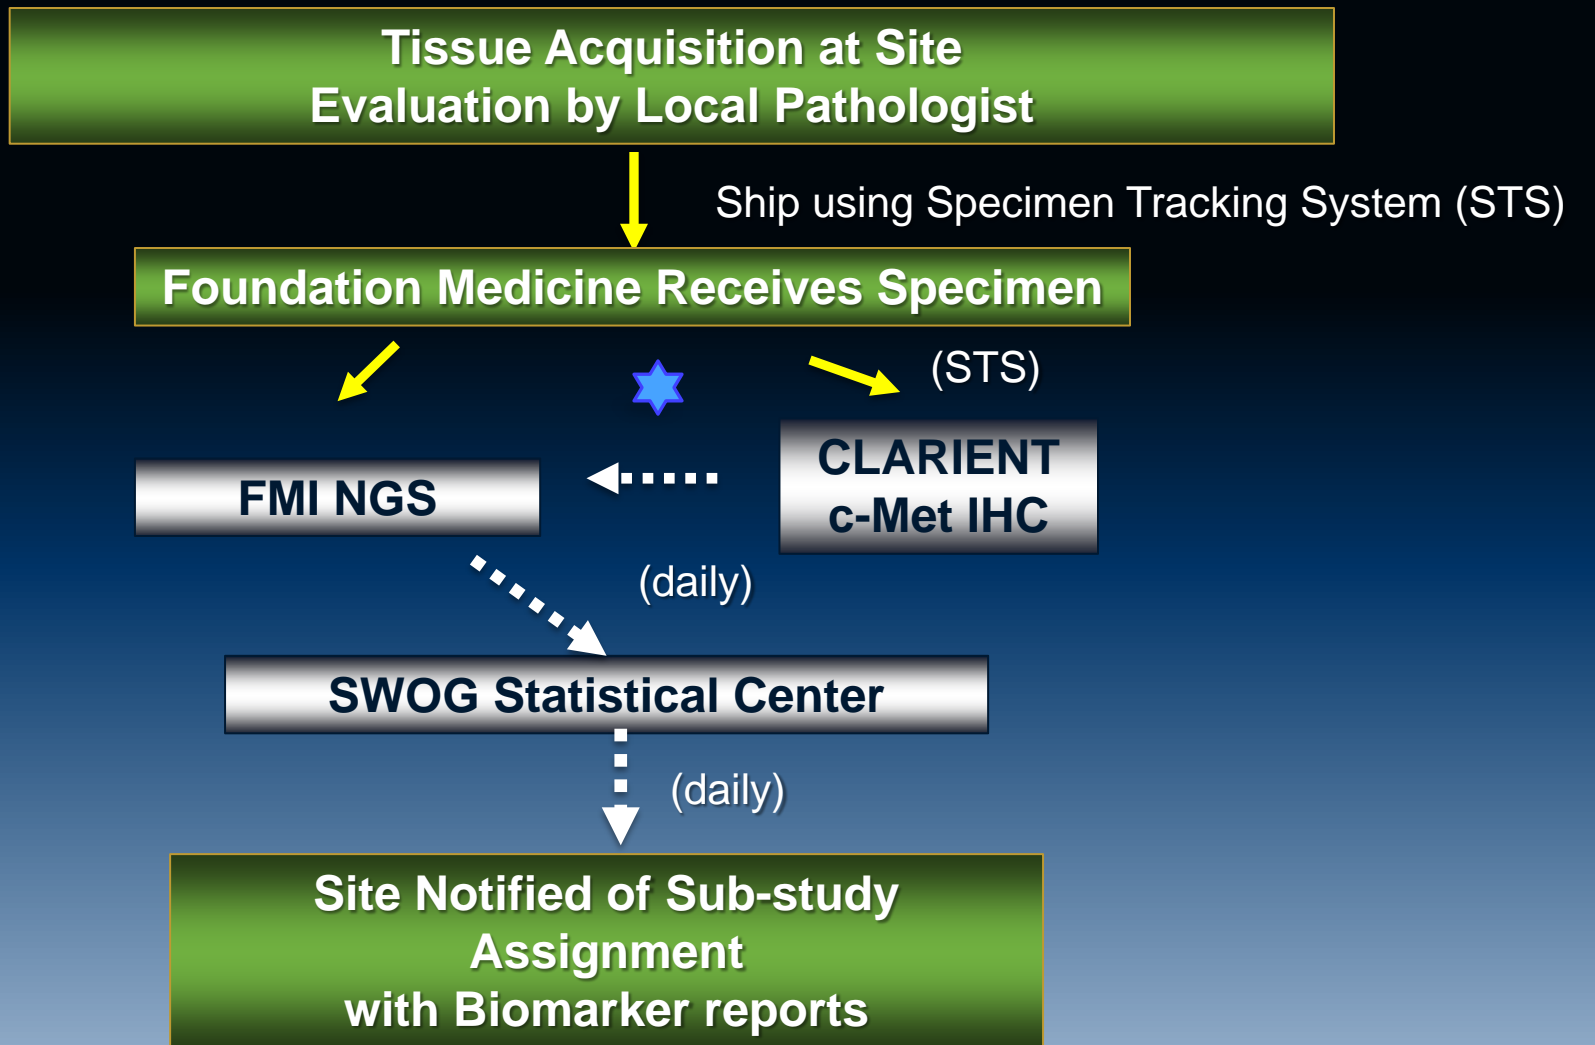 Tissue Acquisition at Site
Evaluation by Local Pathologist
Ship using Specimen Tracking System (STS)
Foundation Medicine Receives Specimen
(STS)
CLARIENT
c-Met IHC
FMI NGS
(daily)
SWOG Statistical Center
(daily)
Site Notified of Sub-study
Assignment
with Biomarker reports